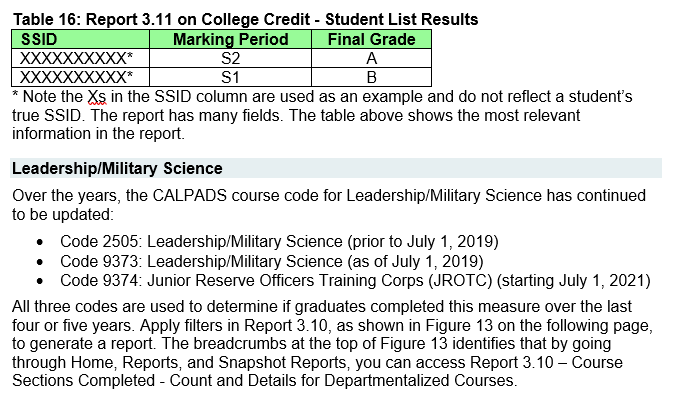 Table 16: Report 3.11 on College Credit - Student List Results
SSID Marking Period Final Grade
XXXXXXXXXX* S2 A
XXXXXXXXXX* S1 B
* Note the Xs in the SSID column are used as an example and do not reflect a student's
true SSID. The report has many fields. The table above shows the most relevant
information in the report.
Leadership/Military Science
Over the years, the CALPADS course code for Leadership/Military Science has continued
to be updated:
• Code 2505: Leadership/Military Science (prior to July 1, 2019)
• Code 9373: Leadership/Military Science (as of July 1, 2019)
• Code 9374: Junior Reserve Officers Training Corps (JROTC) (starting July 1, 2021)
All three codes are used to determine if graduates completed this measure over the last
four or five years. Apply filters in Report 3.10, as shown in Figure 13 on the following page,
to generate a report. The breadcrumbs at the top of Figure 13 identifies that by going
through Home, Reports, and Snapshot Reports, you can access Report 3.10 – Course
Sections Completed - Count and Details for Departmentalized Courses.